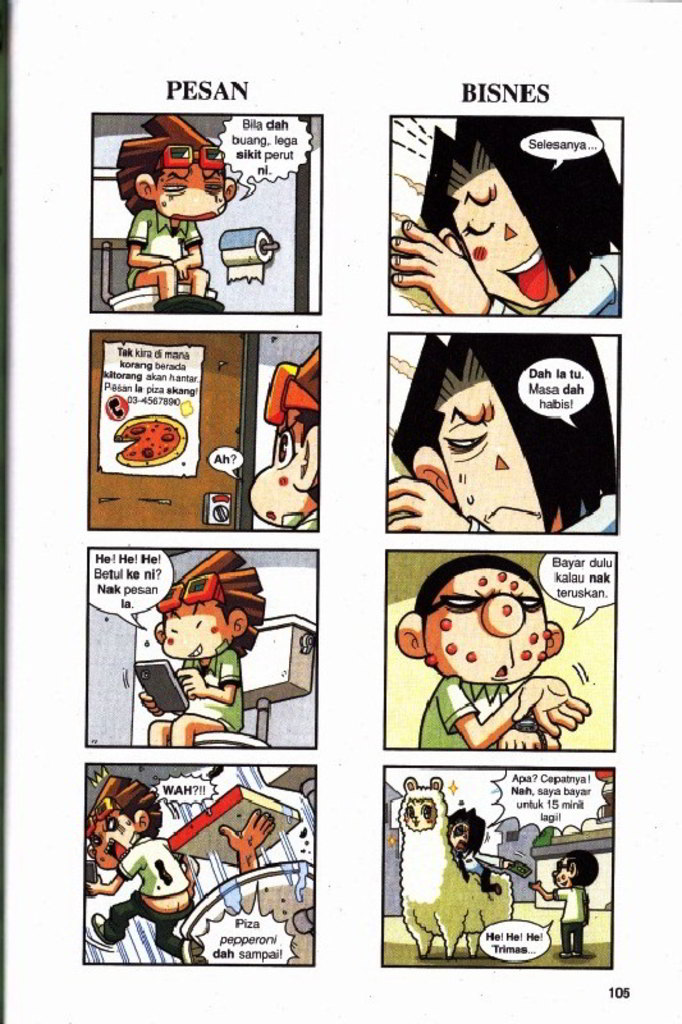 PESAN
Bila dah
buang, lega
sikit perut
ni.
Tak kira di mana
korang berada
kitorang akan hantar.
Pesan la piza skang!
03-4567890
Ah?
He! He! He!
Betul ke ni?
Nak pesan
la.
WAH?!!
Piza
pepperoni
dah sampai!
BISNES
Selesanya...
Dah la tu.
Masa dah
habis!
Bayar dulu
kalau nak
teruskan.
Apa? Cepatnya!
Nah, saya bayar
untuk 15 minit
lagi!
He! He! He!
Trimas...
105